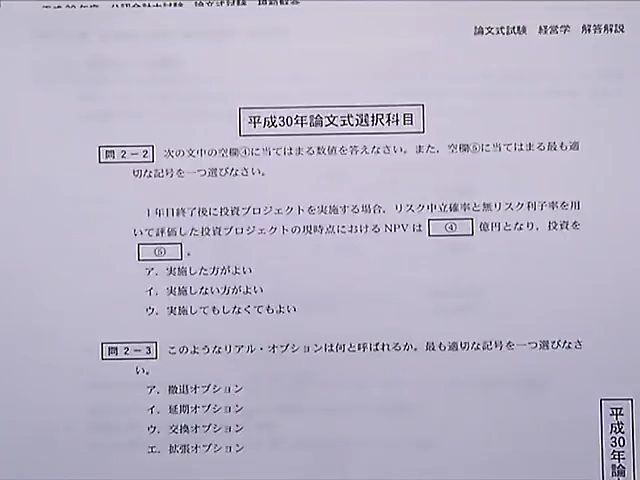 論文式試験 経営学 解答解説
平成30年論文式選択科目
問2-2 次の文中の空欄④に当てはまる数値を答えなさい。また、空欄⑤に当てはまる最も適
切な記号を一つ選びなさい。
1年目終了後に投資プロジェクトを実施する場合、リスク中立確率と無リスク利子率を用
いて評価した投資プロジェクトの現時点におけるNPVは ④ 億円となり、投資を
⑤ 。
ア．実施した方がよい
イ．実施しない方がよい
ウ．実施してもしなくてもよい
問2-3 このようなリアル・オプションは何と呼ばれるか。最も適切な記号を一つ選びなさ
い。
ア．撤退オプション
イ．延期オプション
ウ．交換オプション
エ．拡張オプション
平成30年論